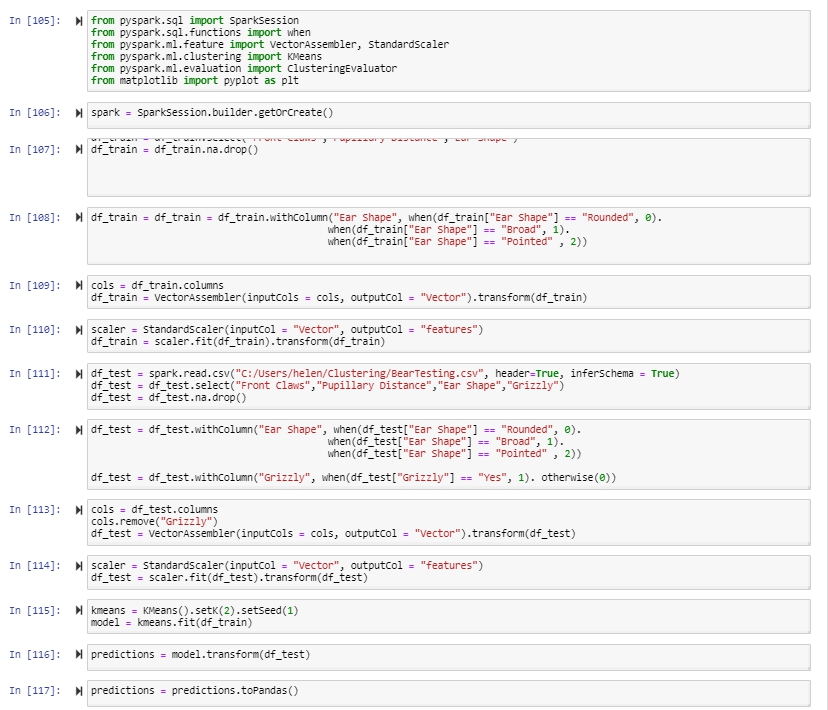 In [105]:
from pyspark.sql import SparkSession
from pyspark.sql.functions import when
from pyspark.ml.feature import VectorAssembler, StandardScaler
from pyspark.ml.clustering import KMeans
from pyspark.ml.evaluation import ClusteringEvaluator
from matplotlib import pyplot as plt
In [106]:
spark = SparkSession.builder.getOrCreate()
In [107]:
df_train = df_train.select("Front Claws","Pupillary Distance","Ear Shape")
df_train = df_train.na.drop()
In [108]:
df_train = df_train = df_train.withColumn("Ear Shape", when(df_train["Ear Shape"] == "Rounded", 0).
when(df_train["Ear Shape"] == "Broad", 1).
when(df_train["Ear Shape"] == "Pointed" , 2))
In [109]:
cols = df_train.columns
df_train = VectorAssembler(inputCols = cols, outputCol = "Vector").transform(df_train)
In [110]:
scaler = StandardScaler(inputCol = "Vector", outputCol = "features")
df_train = scaler.fit(df_train).transform(df_train)
In [111]:
df_test = spark.read.csv("C:/Users/helen/Clustering/BearTesting.csv", header=True, inferSchema = True)
df_test = df_test.select("Front Claws","Pupillary Distance","Ear Shape","Grizzly")
df_test = df_test.na.drop()
In [112]:
df_test = df_test.withColumn("Ear Shape", when(df_test["Ear Shape"] == "Rounded", 0).
when(df_test["Ear Shape"] == "Broad", 1).
when(df_test["Ear Shape"] == "Pointed" , 2))
df_test = df_test.withColumn("Grizzly", when(df_test["Grizzly"] == "Yes", 1). otherwise(0))
In [113]:
cols = df_test.columns
cols.remove("Grizzly")
df_test = VectorAssembler(inputCols = cols, outputCol = "Vector").transform(df_test)
In [114]:
scaler = StandardScaler(inputCol = "Vector", outputCol = "features")
df_test = scaler.fit(df_test).transform(df_test)
In [115]:
kmeans = KMeans().setK(2).setSeed(1)
model = kmeans.fit(df_train)
In [116]:
predictions = model.transform(df_test)
In [117]:
predictions = predictions.toPandas()